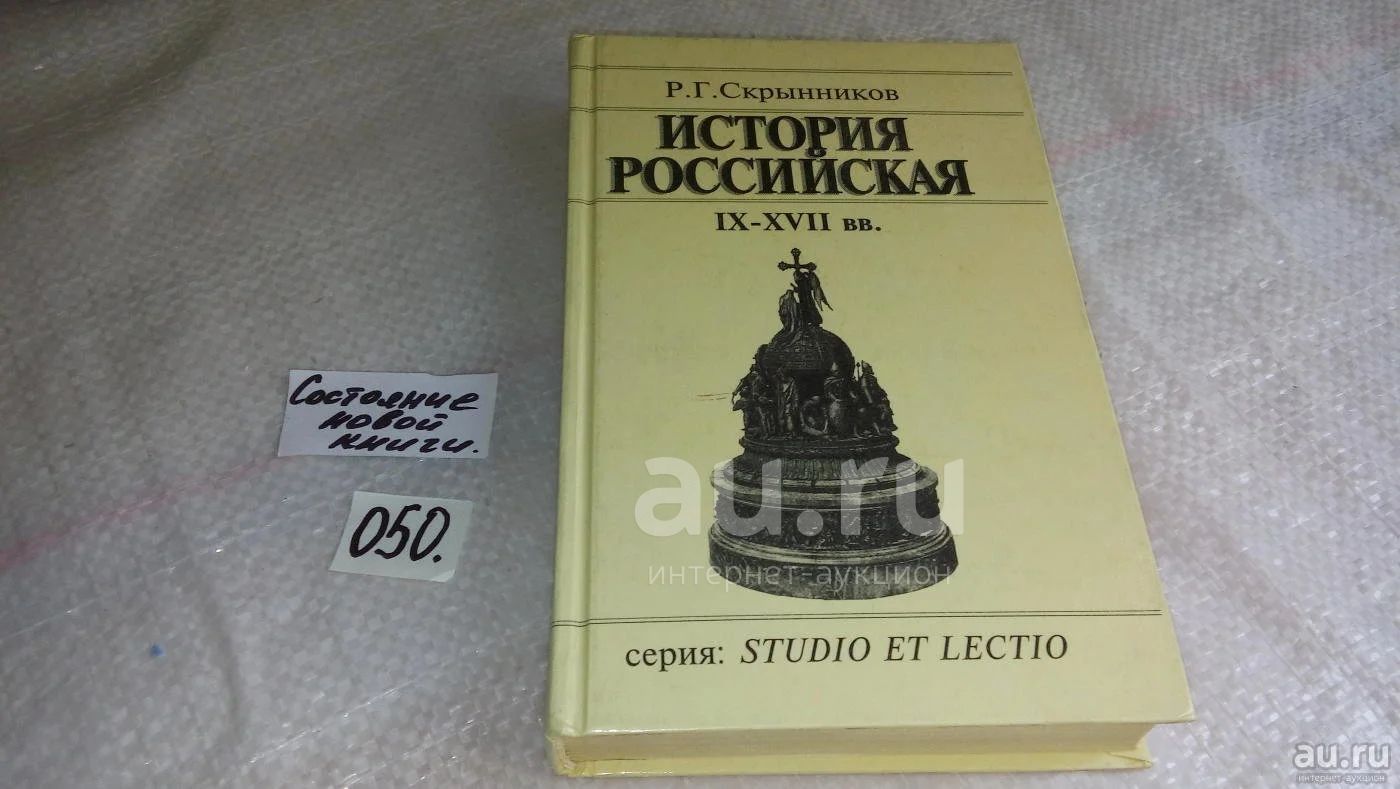 Р.Г.Скрынников
ИСТОРИЯ
РОССИЙСКАЯ
IX-XVII вв.
серия: STUDIO ET LECTIO
Состояние
новой
книги.
050.
au.ru
интернет-аукцион
au.ru
интернет-аукцион